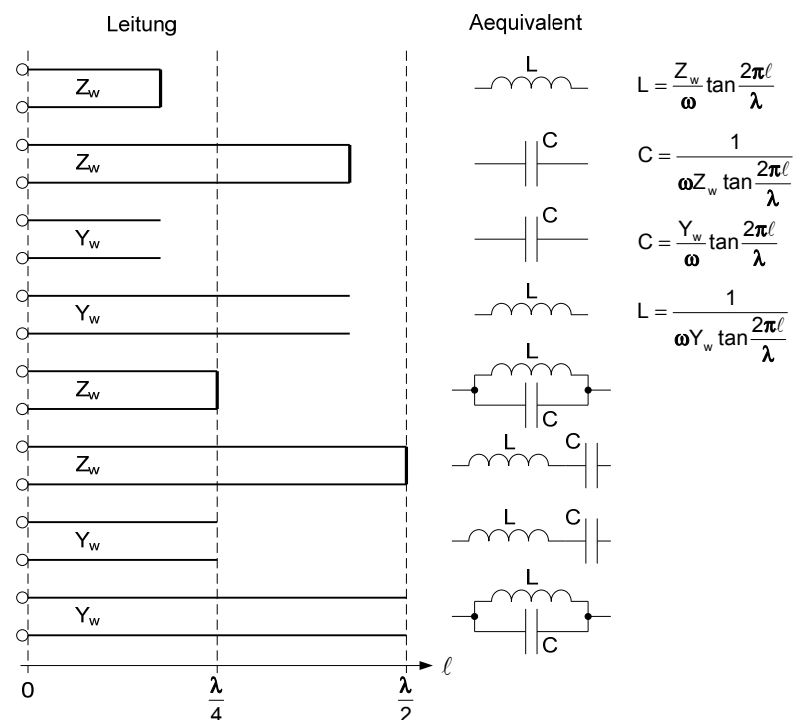 Leitung Aequivalent
Z_w L L = Z_w/ω tan 2πℓ/λ
Z_w C C = 1/(ωZ_w tan 2πℓ/λ)
Y_w C C = Y_w/ω tan 2πℓ/λ
Y_w L L = 1/(ωY_w tan 2πℓ/λ)
Z_w L C
Z_w L C
Y_w L C
Y_w L C
ℓ
0 λ/4 λ/2